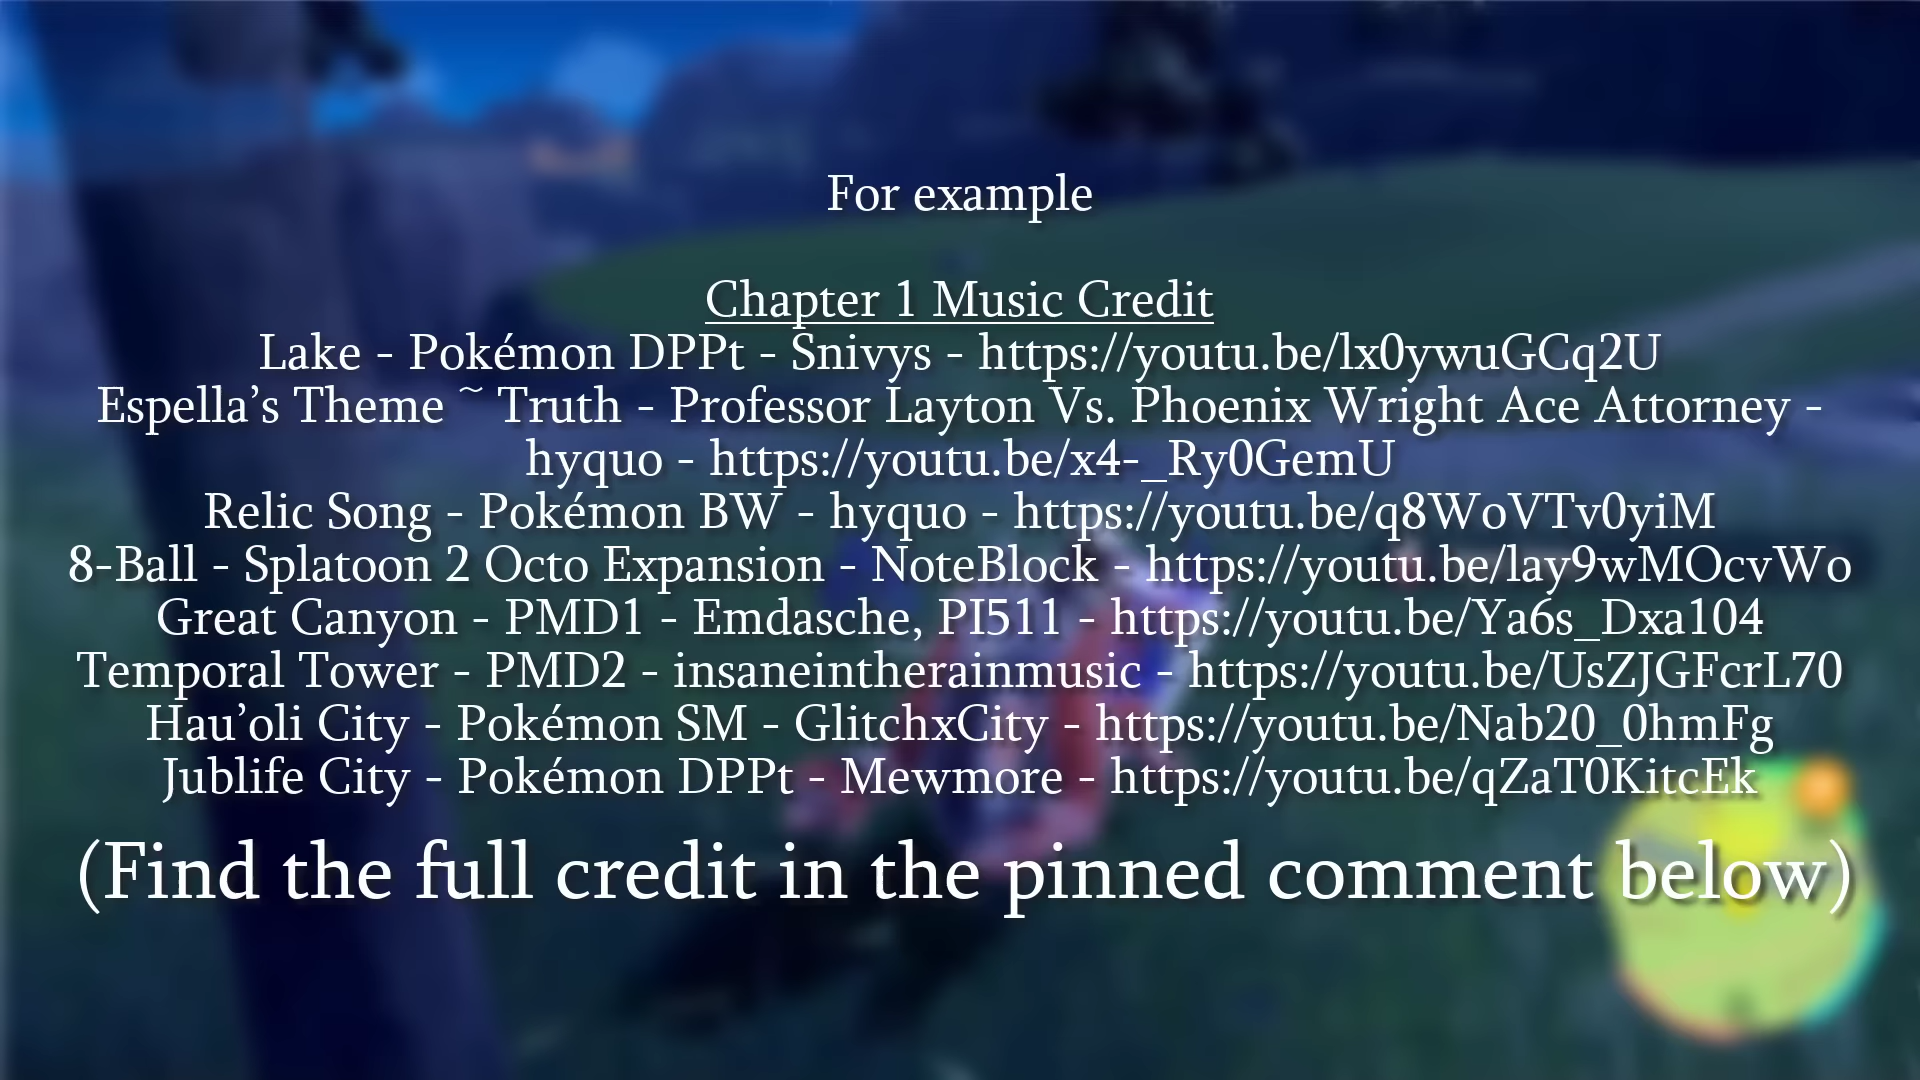 For example
Chapter 1 Music Credit
Lake - Pokémon DPPt - Snivys - https://youtu.be/lx0ywuGCq2U
Espella’s Theme ~ Truth - Professor Layton Vs. Phoenix Wright Ace Attorney -
hyquo - https://youtu.be/x4-_Ry0GemU
Relic Song - Pokémon BW - hyquo - https://youtu.be/q8WoVTv0yiM
8-Ball - Splatoon 2 Octo Expansion - NoteBlock - https://youtu.be/lay9wMOcvWo
Great Canyon - PMD1 - Emdasche, PI511 - https://youtu.be/Ya6s_Dxa104
Temporal Tower - PMD2 - insaneintherainmusic - https://youtu.be/UsZJGFcrL70
Hau’oli City - Pokémon SM - GlitchxCity - https://youtu.be/Nab20_0hmFg
Jublife City - Pokémon DPPt - Mewmore - https://youtu.be/qZaT0KitcEk
(Find the full credit in the pinned comment below)